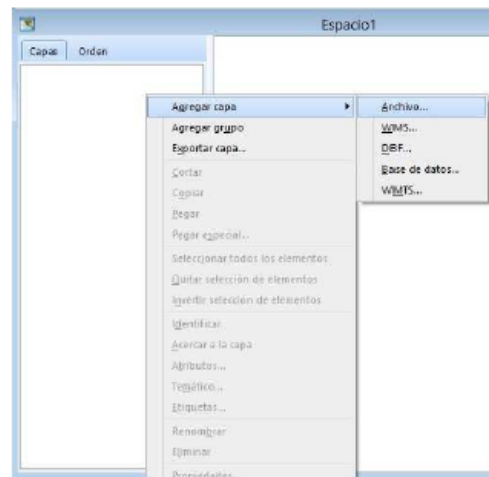 Espacio1
Capas Orden
Agregar capa
Agregar grupo
Exportar capa...
Cortar
Copiar
Pegar
Pegar especial...
Seleccionar todos los elementos
Quitar selección de elementos
Invertir selección de elementos
Identificar
Acercar a la capa
Atributos...
Temático...
Etiquetas...
Renombrar
Eliminar
Propiedades...
Archivo...
WMS...
DBF...
Base de datos...
WMTS...